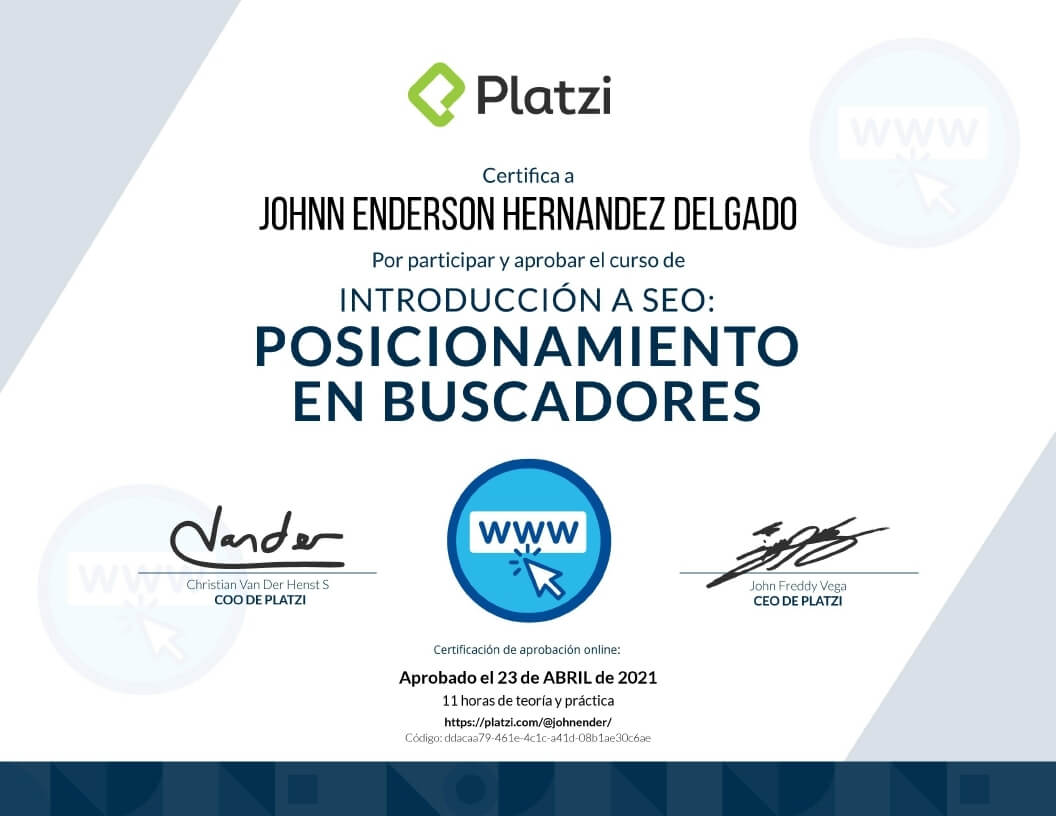 Platzi
WWW
Certifica a
JOHNN ENDERSON HERNANDEZ DELGADO
Por participar y aprobar el curso de
INTRODUCCIÓN A SEO:
POSICIONAMIENTO
EN BUSCADORES
WWW
WWW
Vander
Christian Van Der Henst S
COO DE PLATZI
John Freddy Vega
CEO DE PLATZI
Certificación de aprobación online:
Aprobado el 23 de ABRIL de 2021
11 horas de teoría y práctica
https://platzi.com/@johnender/
Código: ddacaa79-461e-4c1c-a41d-08b1ae30c6ae